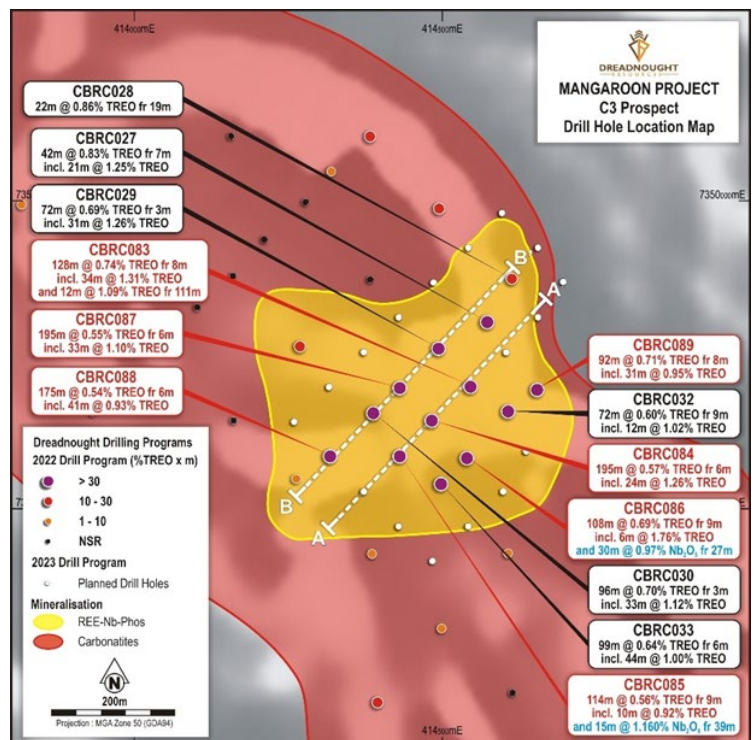 414000mE
414500mE
DREADNOUGHT
RESOURCES
MANGAROON PROJECT
C3 Prospect
Drill Hole Location Map
CBRC028
22m @ 0.86% TREO fr 19m
CBRC027
42m @ 0.83% TREO fr 7m
incl. 21m @ 1.25% TREO
CBRC029
72m @ 0.69% TREO fr 3m
incl. 31m @ 1.26% TREO
CBRC083
128m @ 0.74% TREO fr 8m
incl. 34m @ 1.31% TREO
and 12m @ 1.09% TREO fr 111m
CBRC087
195m @ 0.55% TREO fr 6m
incl. 33m @ 1.10% TREO
CBRC088
175m @ 0.54% TREO fr 6m
incl. 41m @ 0.93% TREO
7350000mE
B
A
B
A
CBRC089
92m @ 0.71% TREO fr 8m
incl. 31m @ 0.95% TREO
CBRC032
72m @ 0.60% TREO fr 9m
incl. 12m @ 1.02% TREO
CBRC084
195m @ 0.57% TREO fr 6m
incl. 24m @ 1.26% TREO
CBRC086
108m @ 0.69% TREO fr 9m
incl. 6m @ 1.76% TREO
and 30m @ 0.97% Nb₂O₅ fr 27m
CBRC030
96m @ 0.70% TREO fr 3m
incl. 33m @ 1.12% TREO
CBRC033
99m @ 0.64% TREO fr 6m
incl. 44m @ 1.00% TREO
CBRC085
114m @ 0.56% TREO fr 9m
incl. 10m @ 0.92% TREO
and 15m @ 1.160% Nb₂O₅ fr 39m
Dreadnought Drilling Programs
2022 Drill Program (%TREO x m)
> 30
10 - 30
1 - 10
NSR
2023 Drill Program
Planned Drill Holes
Mineralisation
REE-Nb-Phos
Carbonatites
N
200m
Projection : MGA Zone 50 (GDA94)
414500mE